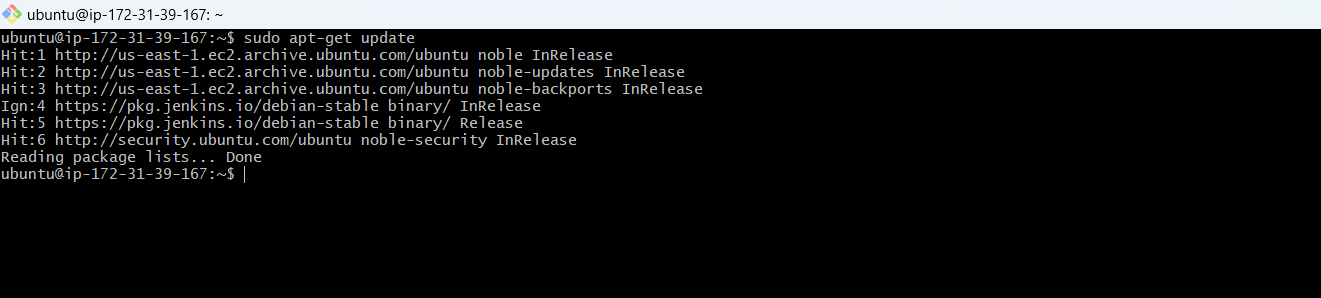 ubuntu@ip-172-31-39-167: ~
ubuntu@ip-172-31-39-167:~$ sudo apt-get update
Hit:1 http://us-east-1.ec2.archive.ubuntu.com/ubuntu noble InRelease
Hit:2 http://us-east-1.ec2.archive.ubuntu.com/ubuntu noble-updates InRelease
Hit:3 http://us-east-1.ec2.archive.ubuntu.com/ubuntu noble-backports InRelease
Ign:4 https://pkg.jenkins.io/debian-stable binary/ InRelease
Hit:5 https://pkg.jenkins.io/debian-stable binary/ Release
Hit:6 http://security.ubuntu.com/ubuntu noble-security InRelease
Reading package lists... Done
ubuntu@ip-172-31-39-167:~$